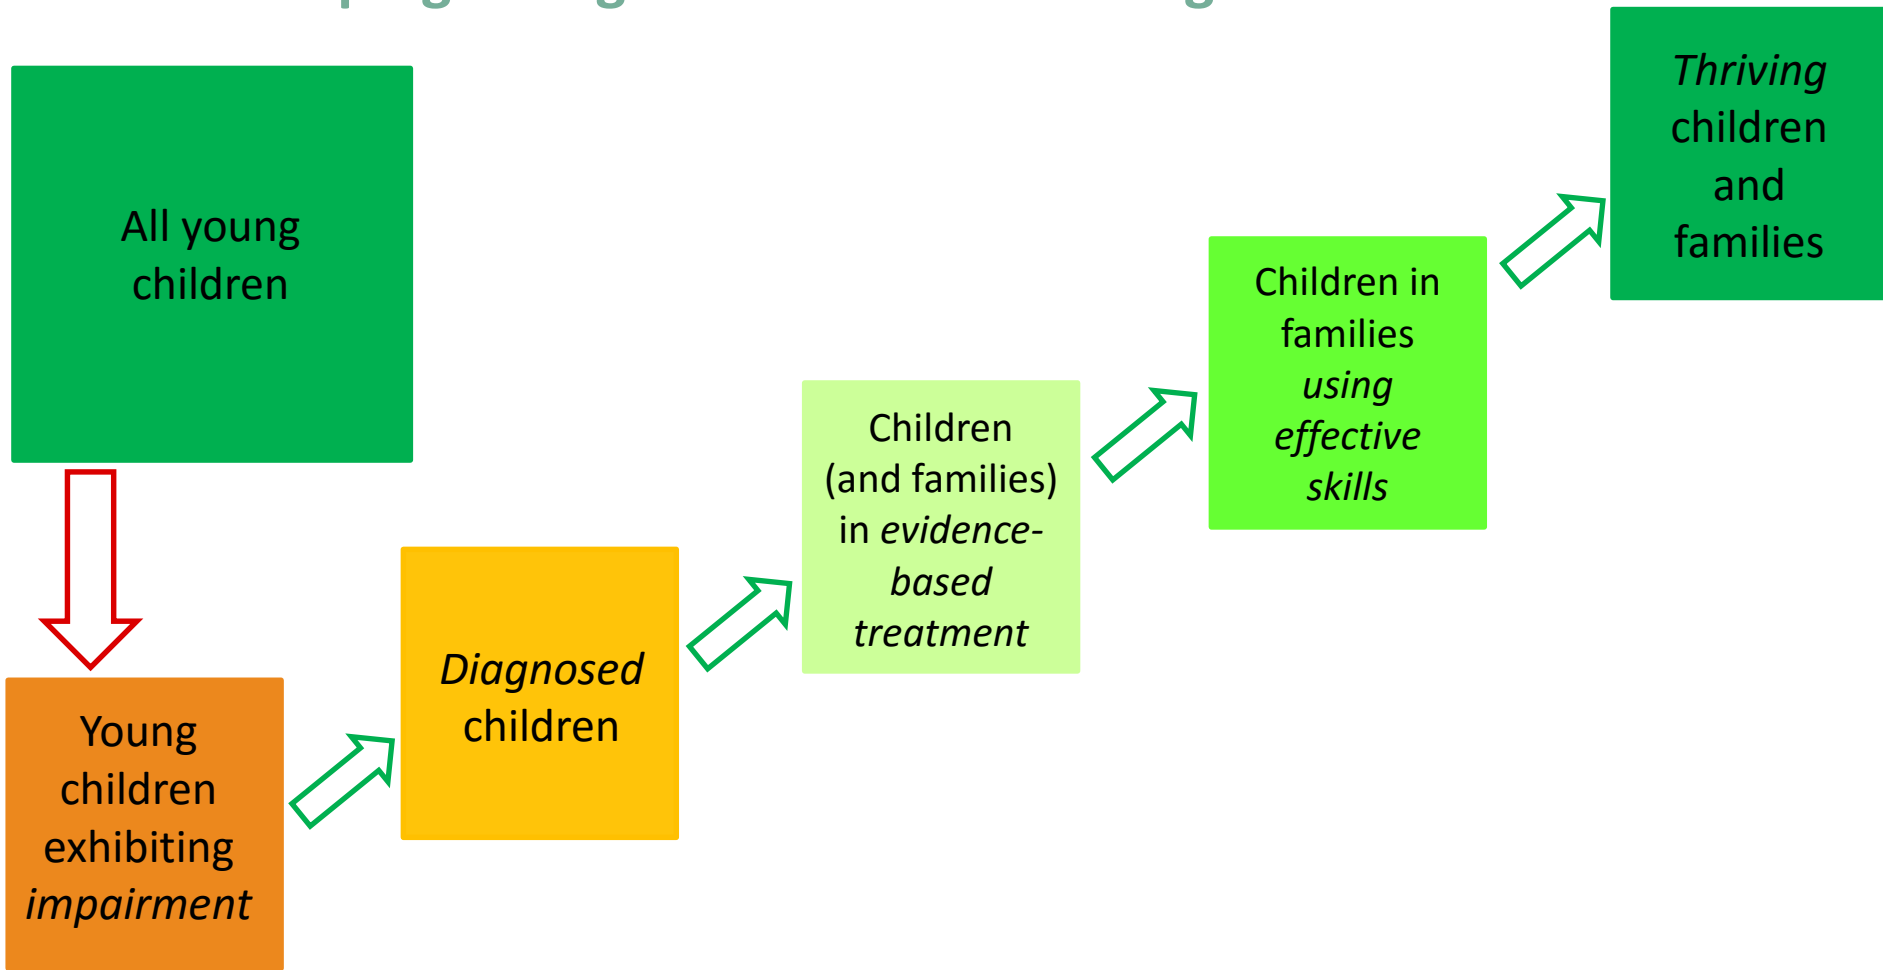 All young
children
Young
children
exhibiting
impairment
Diagnosed
children
Children
(and families)
in evidence-
based
treatment
Children in
families
using
effective
skills
Thriving
children
and
families